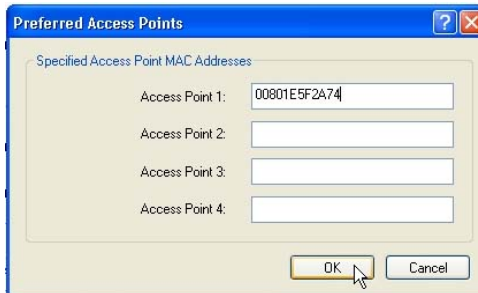 Preferred Access Points
Specified Access Point MAC Addresses
Access Point 1: 00801E5F2A74
Access Point 2:
Access Point 3:
Access Point 4:
OK Cancel